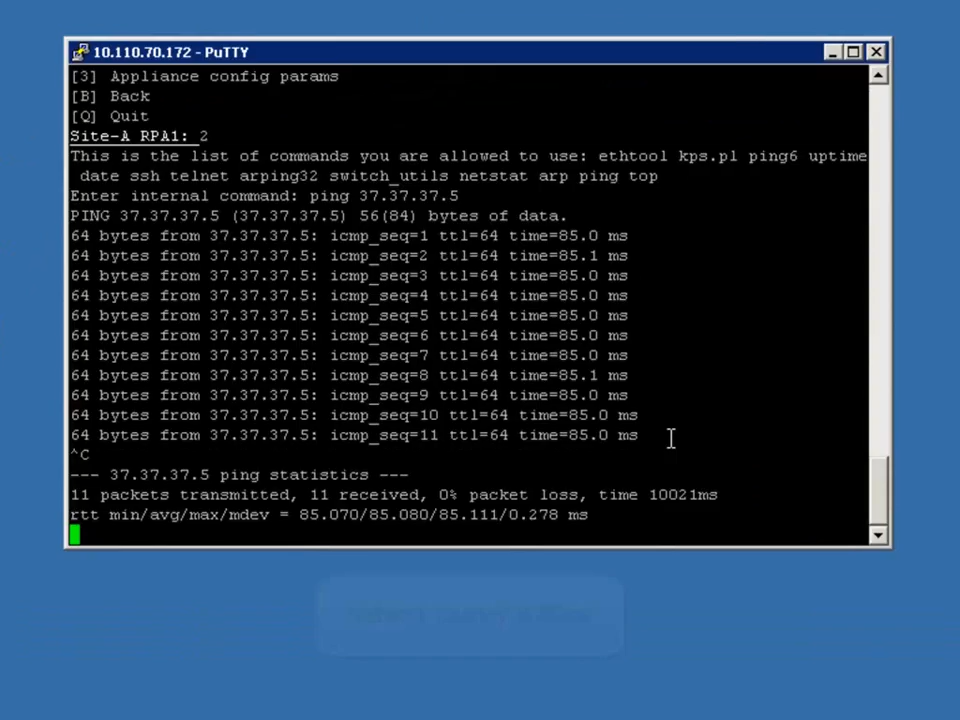 10.110.70.172 - PuTTY
[3] Appliance config params
[B] Back
[Q] Quit
Site-A RPA1: 2
This is the list of commands you are allowed to use: ethtool kps.pl ping6 uptime
date ssh telnet arping32 switch_utils netstat arp ping top
Enter internal command: ping 37.37.37.5
PING 37.37.37.5 (37.37.37.5) 56(84) bytes of data.
64 bytes from 37.37.37.5: icmp_seq=1 ttl=64 time=85.0 ms
64 bytes from 37.37.37.5: icmp_seq=2 ttl=64 time=85.1 ms
64 bytes from 37.37.37.5: icmp_seq=3 ttl=64 time=85.0 ms
64 bytes from 37.37.37.5: icmp_seq=4 ttl=64 time=85.0 ms
64 bytes from 37.37.37.5: icmp_seq=5 ttl=64 time=85.0 ms
64 bytes from 37.37.37.5: icmp_seq=6 ttl=64 time=85.0 ms
64 bytes from 37.37.37.5: icmp_seq=7 ttl=64 time=85.0 ms
64 bytes from 37.37.37.5: icmp_seq=8 ttl=64 time=85.1 ms
64 bytes from 37.37.37.5: icmp_seq=9 ttl=64 time=85.0 ms
64 bytes from 37.37.37.5: icmp_seq=10 ttl=64 time=85.0 ms
64 bytes from 37.37.37.5: icmp_seq=11 ttl=64 time=85.0 ms
^C
--- 37.37.37.5 ping statistics ---
11 packets transmitted, 11 received, 0% packet loss, time 10021ms
rtt min/avg/max/mdev = 85.070/85.080/85.111/0.278 ms